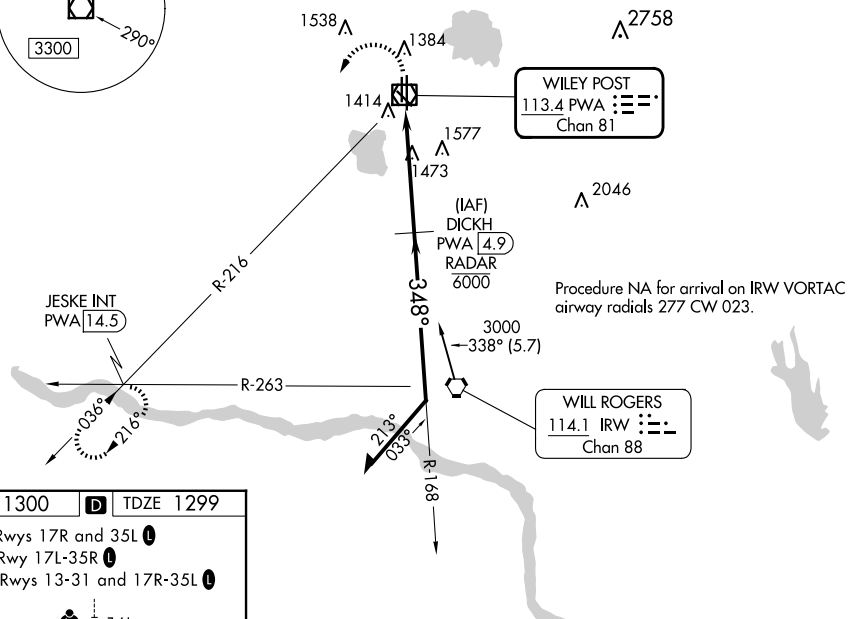 290°
3300
1538
1384
2758
WILEY POST
113.4 PWA
Chan 81
1414
1577
1473
2046
(IAF)
DICKH
PWA 4.9
RADAR
6000
R-216
348°
Procedure NA for arrival on IRW VORTAC
airway radials 277 CW 023.
JESKE INT
PWA 14.5
3000
338° (5.7)
R-263
WILL ROGERS
114.1 IRW
Chan 88
036°
216°
213°
033°
R-168
1300 D TDZE 1299
Rwys 17R and 35L L
Rwy 17L-35R L
Rwys 13-31 and 17R-35L L